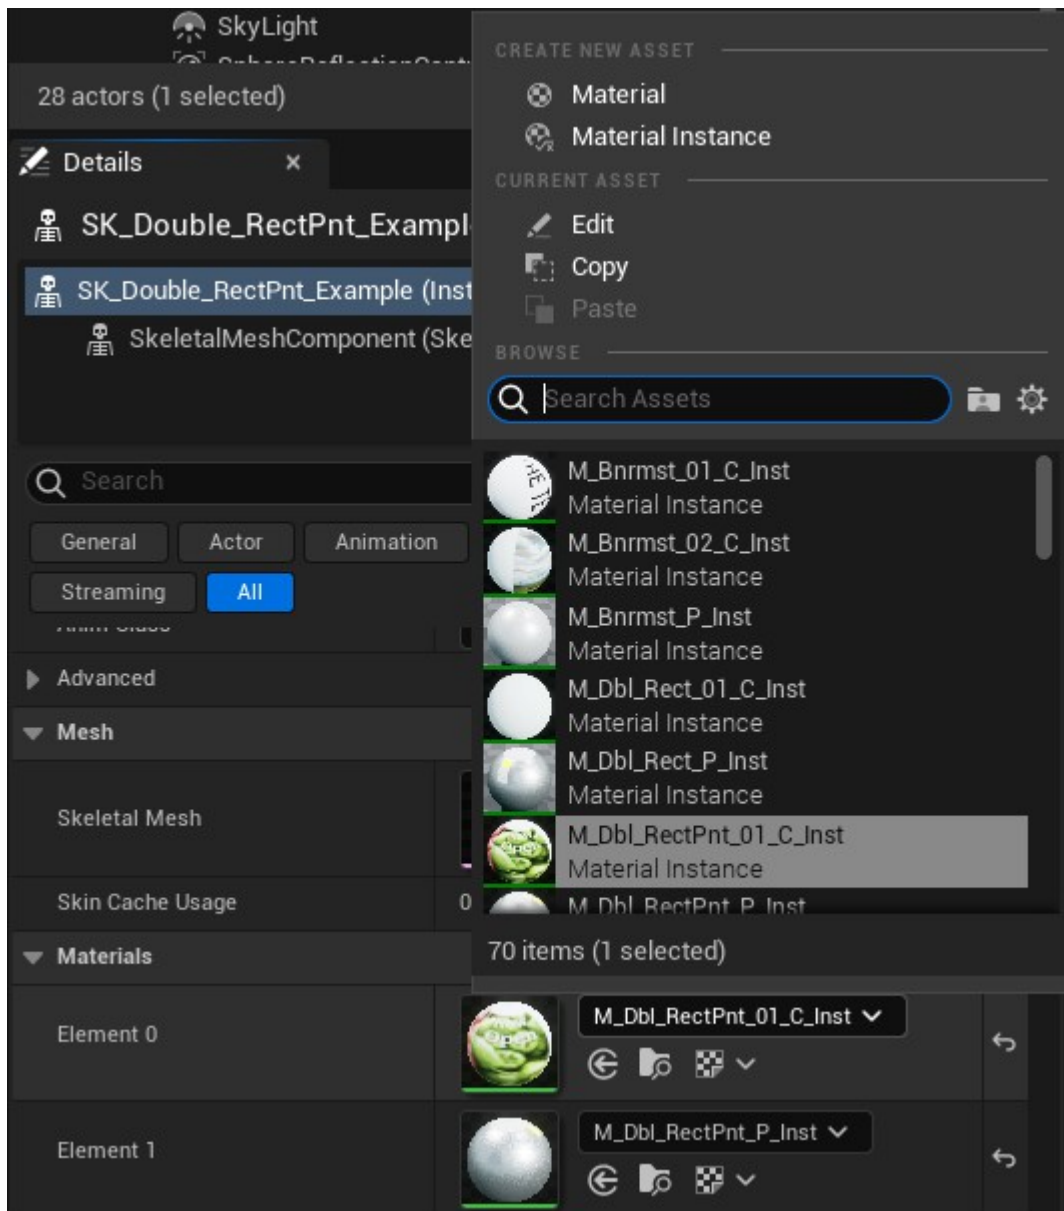 SkyLight
28 actors (1 selected)
Details
SK_Double_RectPnt_Exampl
SK_Double_RectPnt_Example (Inst
SkeletalMeshComponent (Ske
Search
General Actor Animation
Streaming All
Advanced
Mesh
Skeletal Mesh
Skin Cache Usage 0
Materials
CREATE NEW ASSET
Material
Material Instance
CURRENT ASSET
Edit
Copy
Paste
BROWSE
Search Assets
M_Bnrmst_01_C_Inst
Material Instance
M_Bnrmst_02_C_Inst
Material Instance
M_Bnrmst_P_Inst
Material Instance
M_Dbl_Rect_01_C_Inst
Material Instance
M_Dbl_Rect_P_Inst
Material Instance
M_Dbl_RectPnt_01_C_Inst
Material Instance
M_Dbl_RectPnt_P_Inst
70 items (1 selected)
Element 0
Open
M_Dbl_RectPnt_01_C_Inst
Element 1
M_Dbl_RectPnt_P_Inst